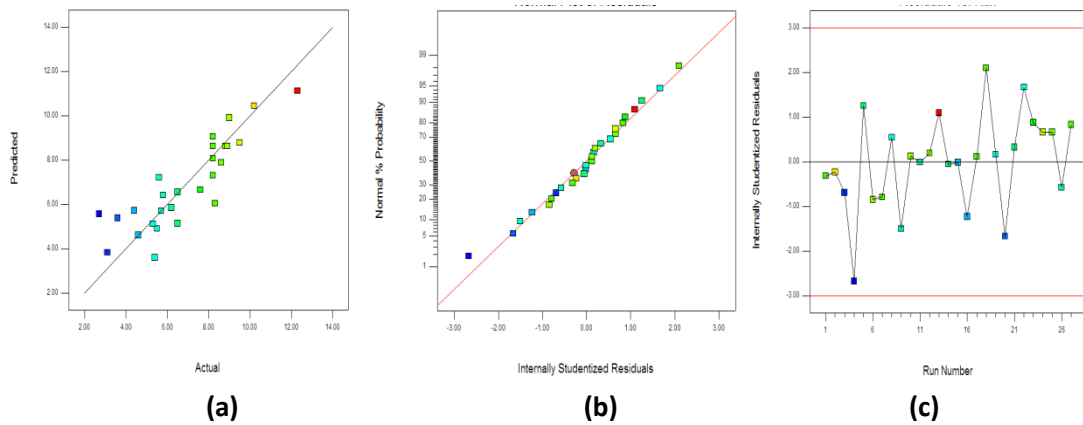 14.00
12.00
10.00
8.00
6.00
4.00
2.00
Predicted
2.00 4.00 6.00 8.00 10.00 12.00 14.00
Actual
(a)
99
95
90
80
70
50
30
20
10
5
1
Normal % Probability
-3.00 -2.00 -1.00 0.00 1.00 2.00 3.00
Internally Studentized Residuals
(b)
3.00
2.00
1.00
0.00
-1.00
-2.00
-3.00
Internally Studentized Residuals
1 6 11 16 21 26
Run Number
(c)